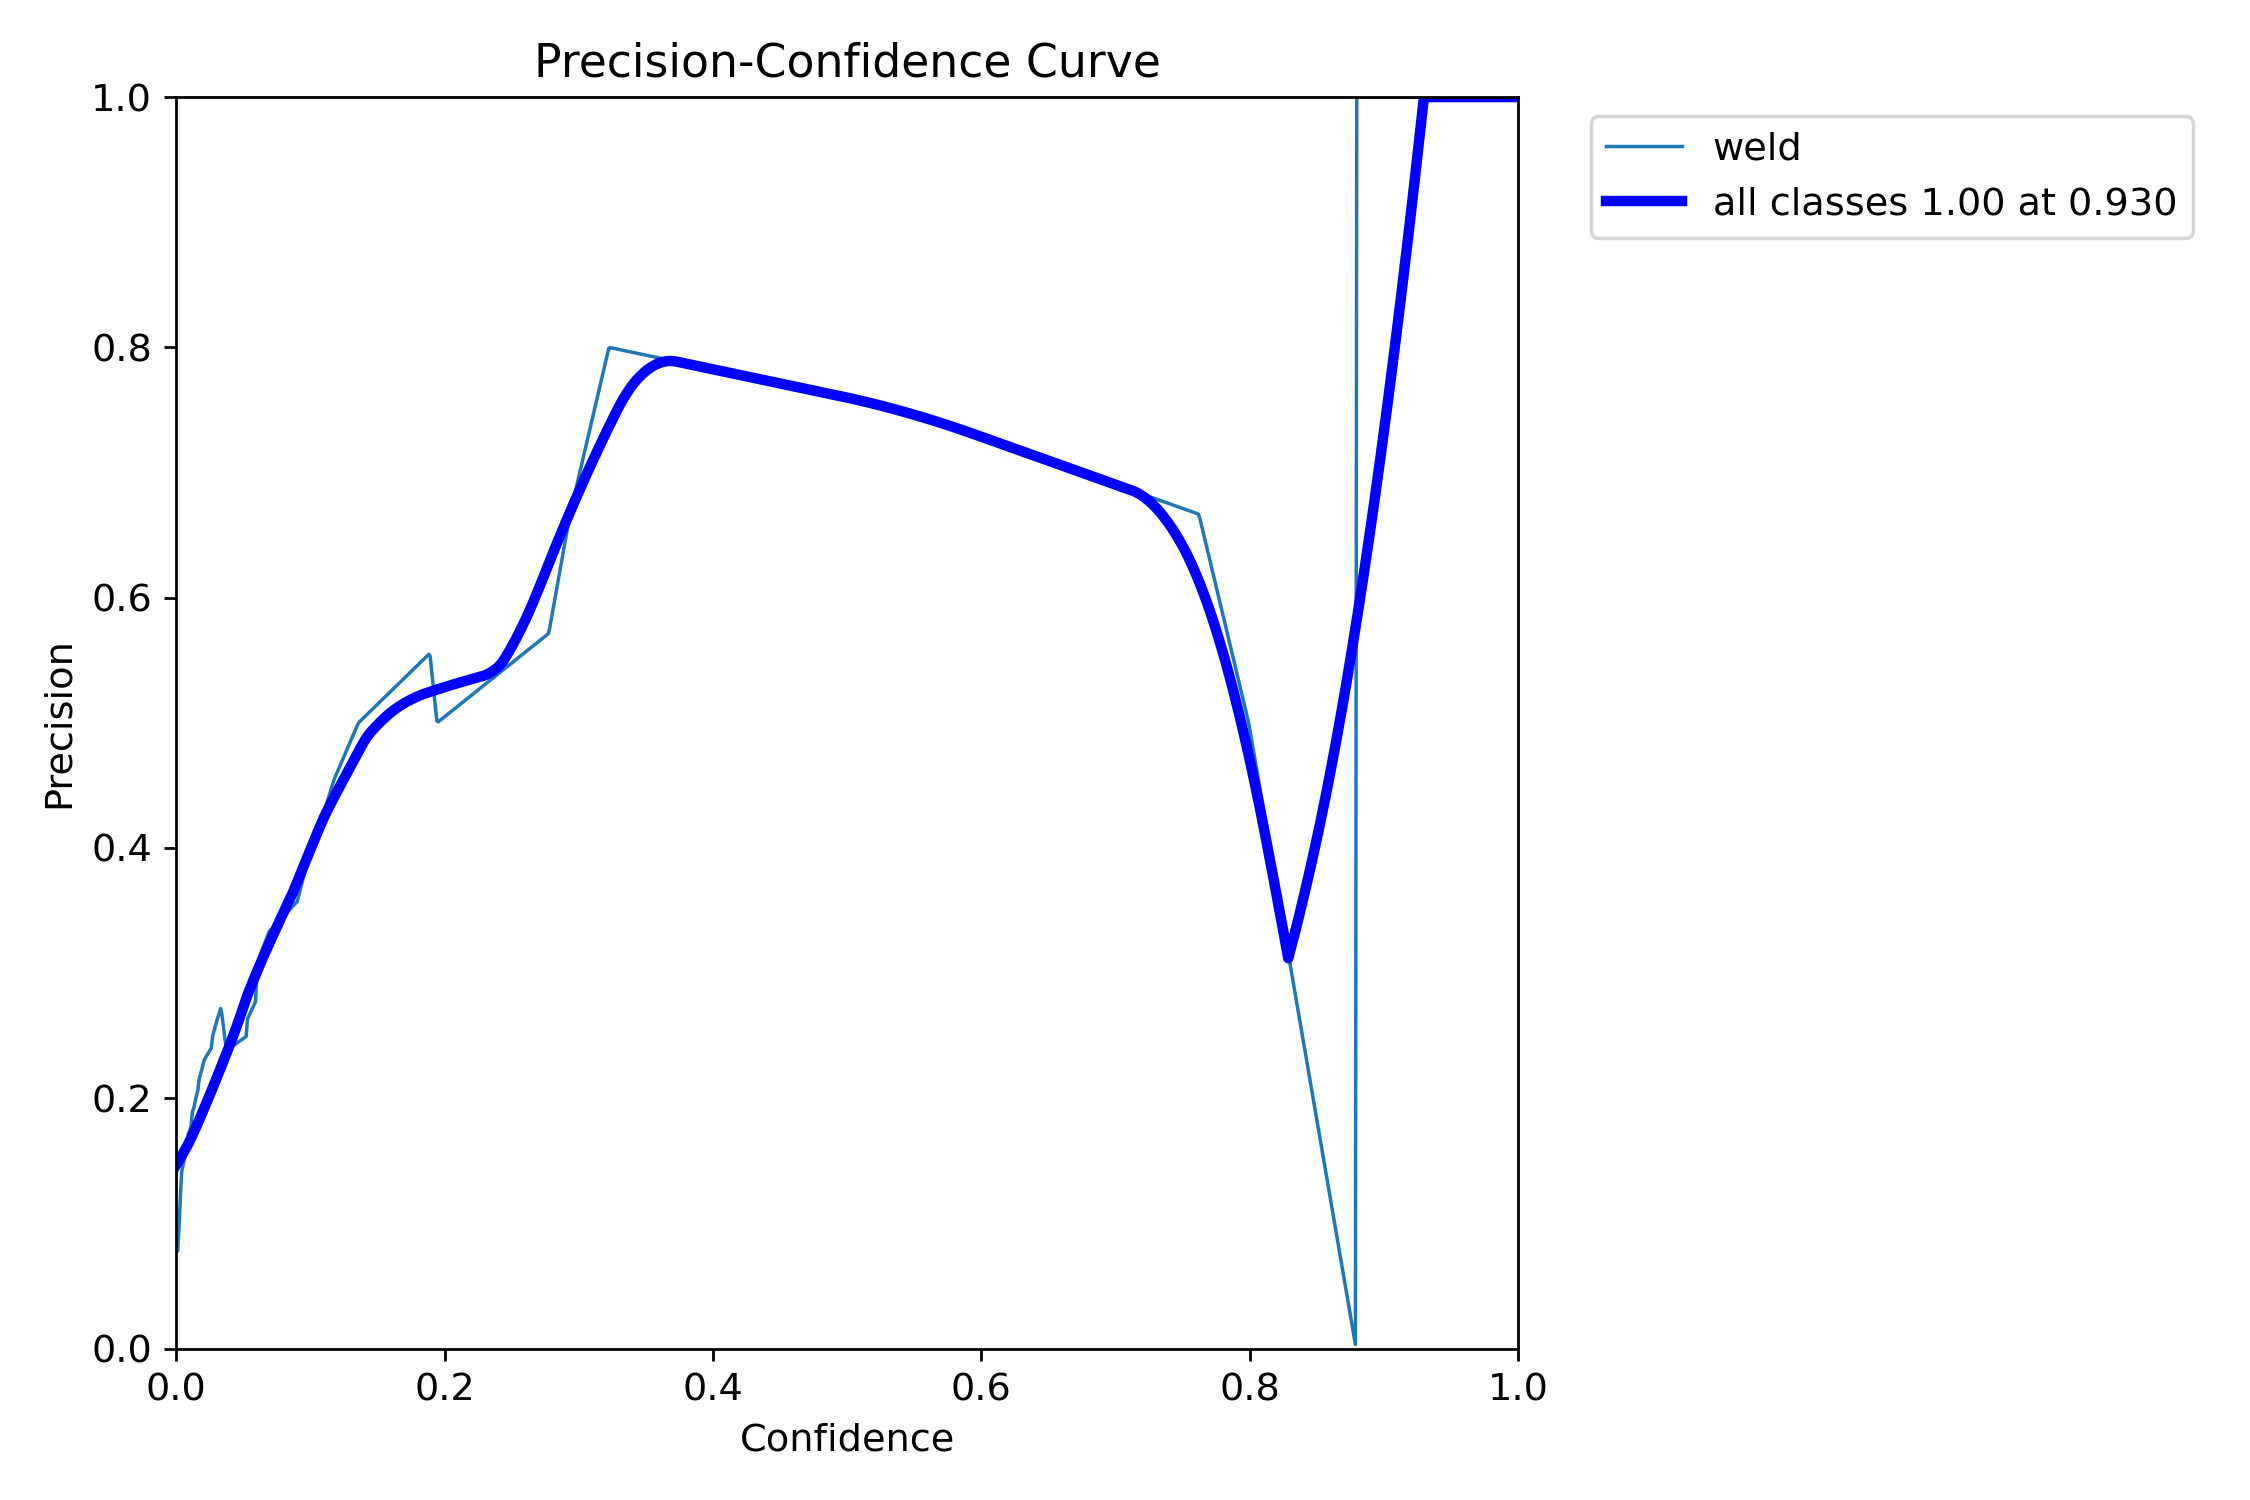 Precision-Confidence Curve
1.0
0.8
0.6
0.4
0.2
0.0
Precision
0.0 0.2 0.4 0.6 0.8 1.0
Confidence
weld
all classes 1.00 at 0.930